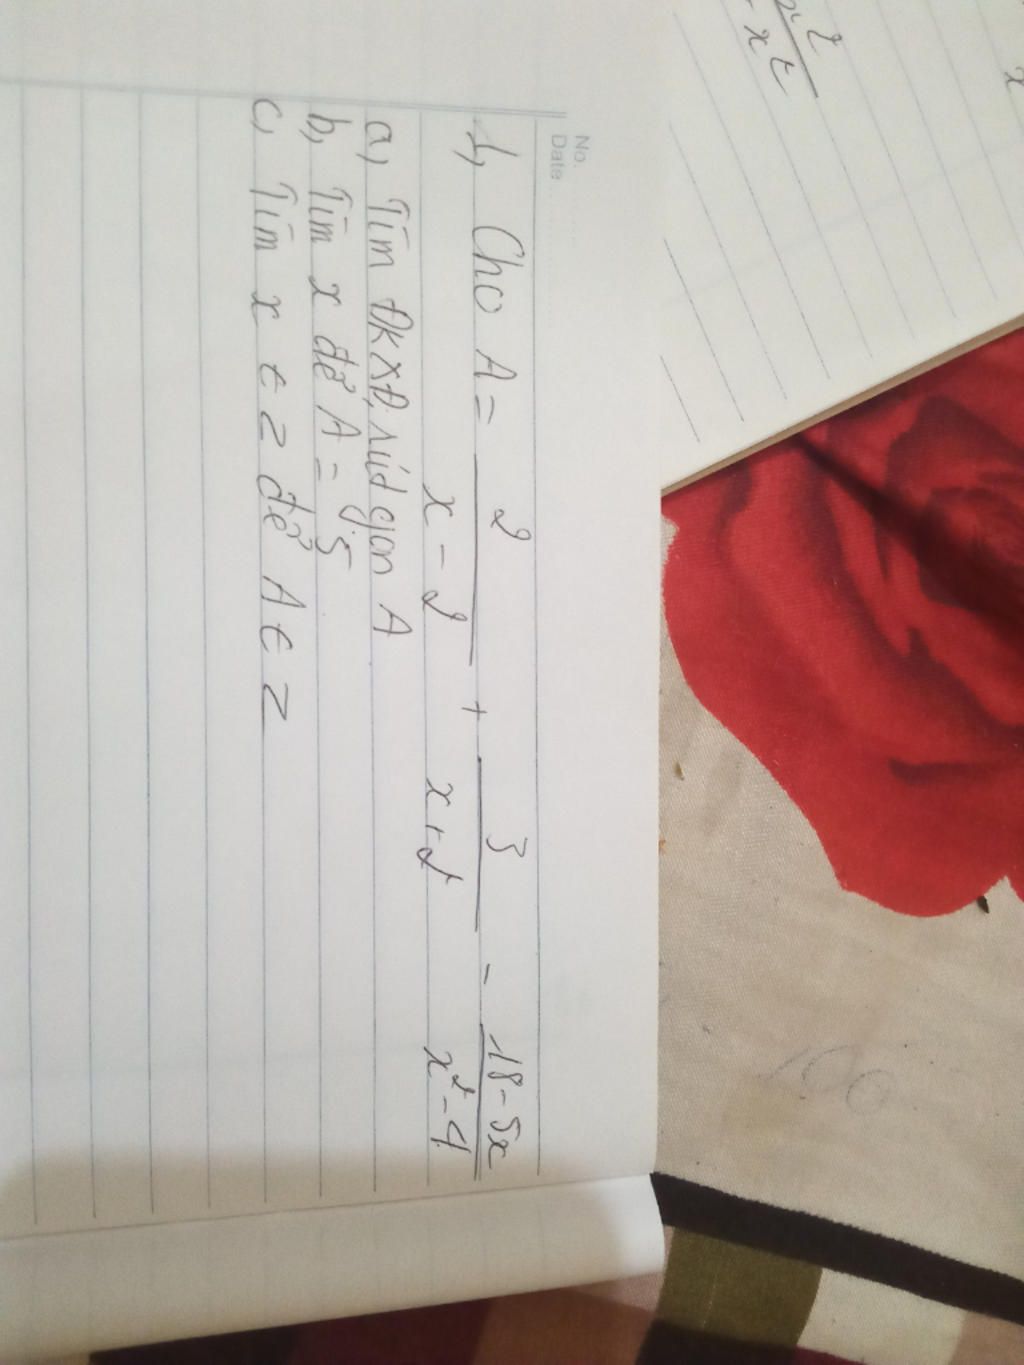 No.
Date
1, Cho A = 2/(x - 2) + 3/(x + 2) - (18 - 5x)/(x² - 4)
a, Tìm ĐKXĐ, rút gọn A
b, Tìm x để A = 5
c, Tìm x ∈ Z để A ∈ Z
100